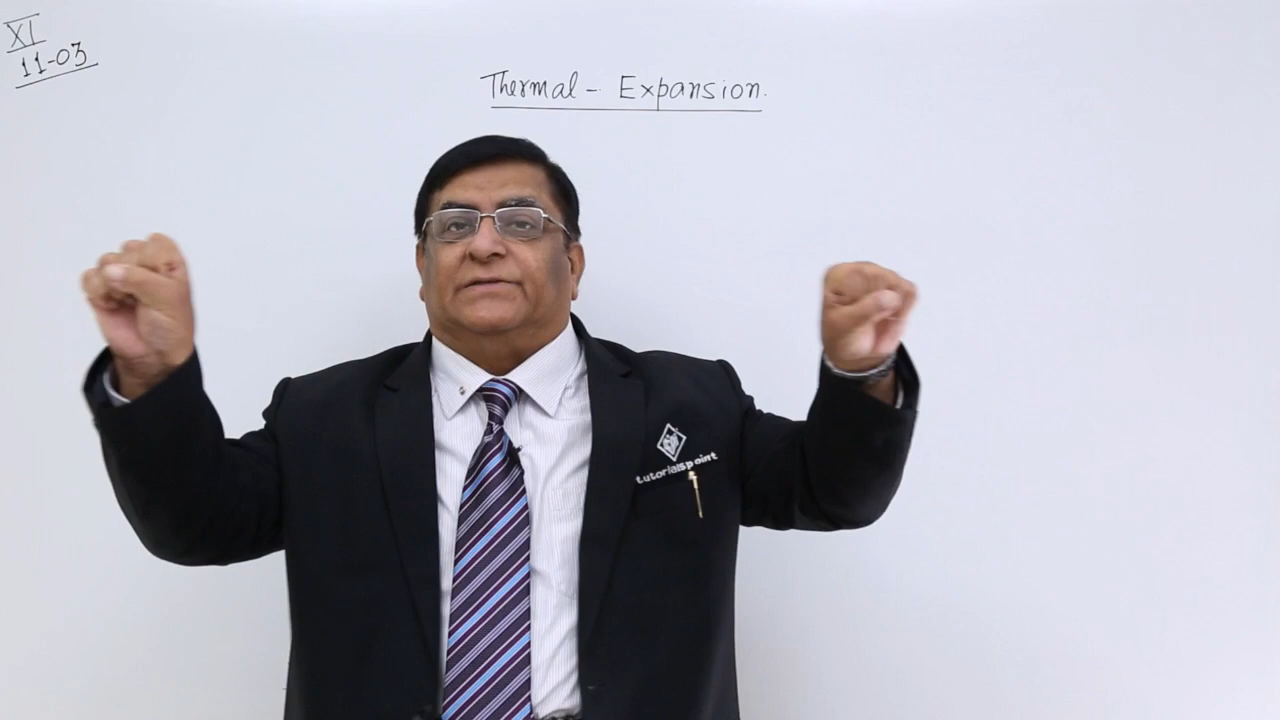 XI
11-03
Thermal - Expansion.
tutorialspoint